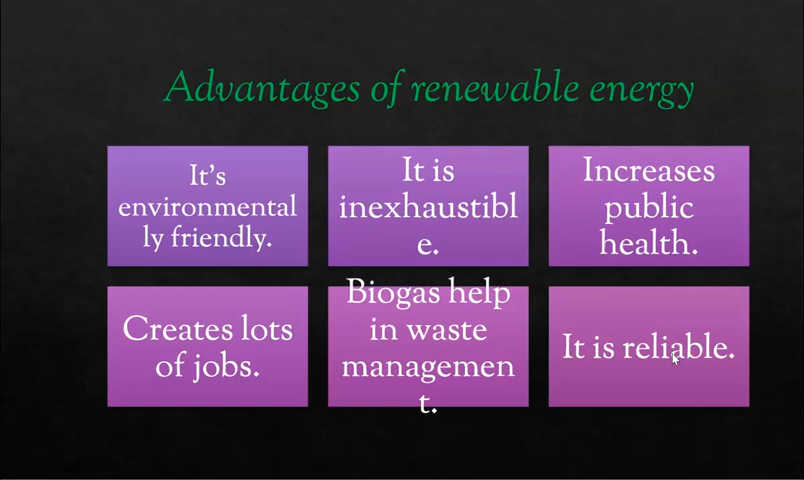 Advantages of renewable energy
It's
environmental
ly friendly.
It is
inexhaustibl
e.
Increases
public
health.
Creates lots
of jobs.
Biogas help
in waste
managemen
t.
It is reliable.